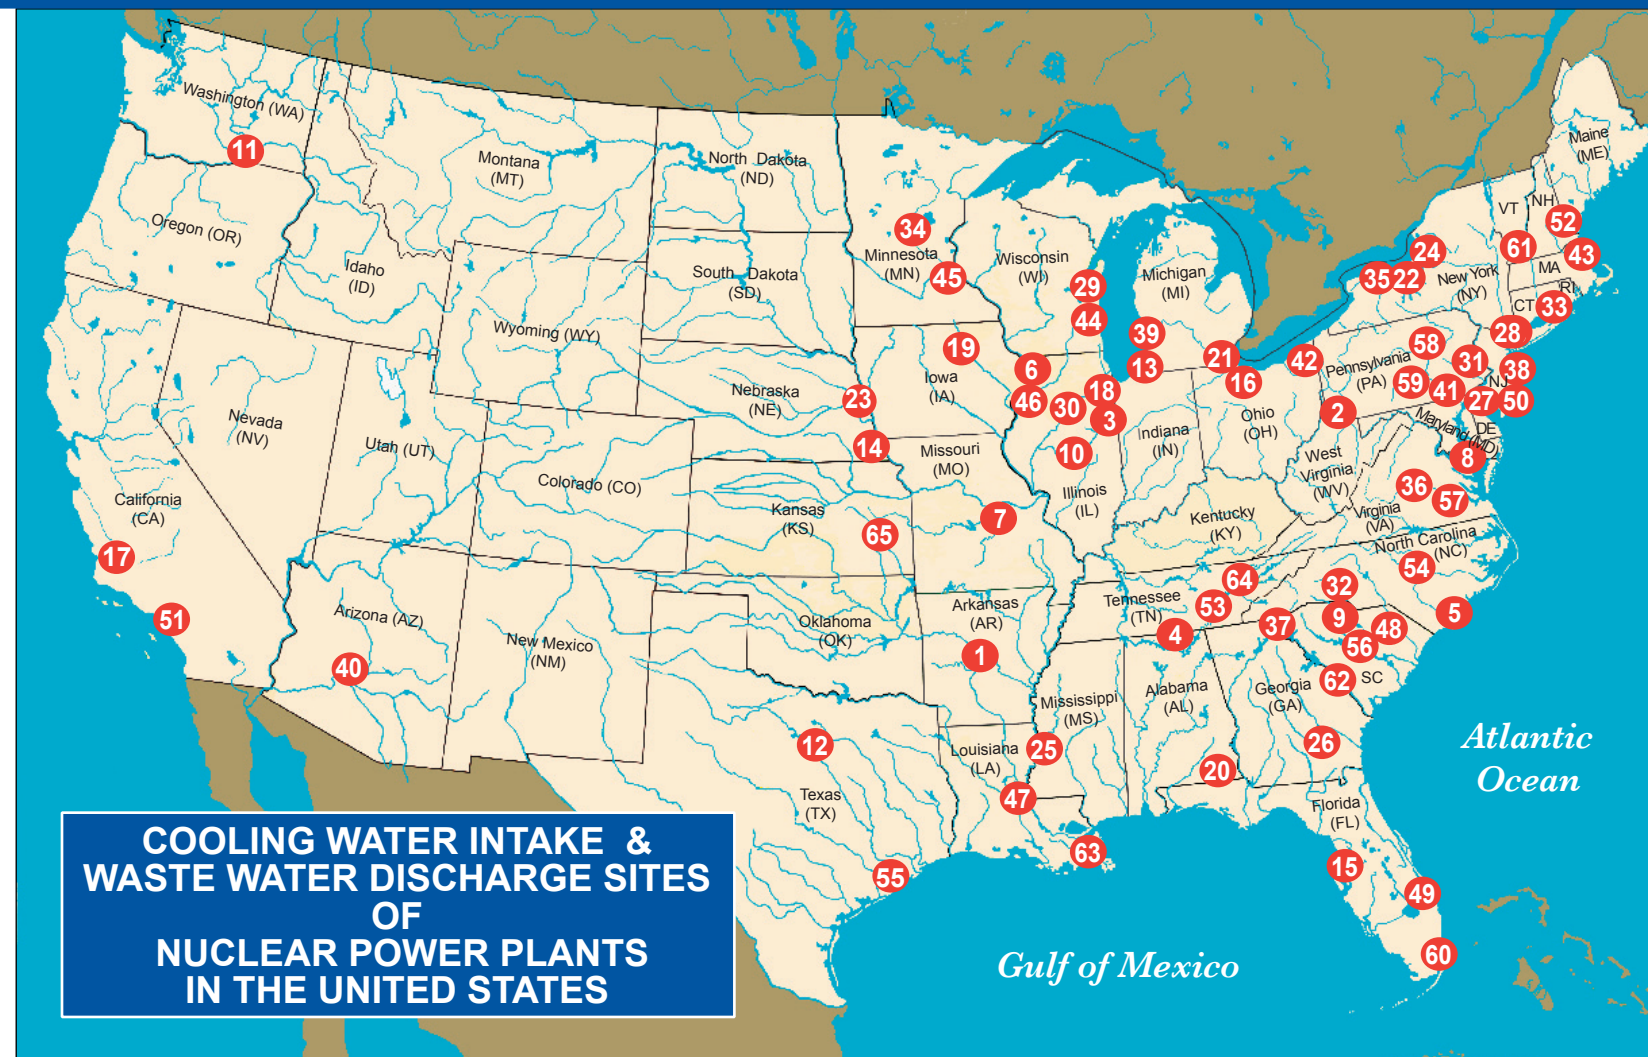 Washington (WA)
11
Oregon (OR)
Idaho
(ID)
Montana
(MT)
North Dakota
(ND)
South Dakota
(SD)
Wyoming (WY)
Nebraska
(NE)
23
14
Nevada
(NV)
Utah (UT)
Colorado (CO)
Kansas
(KS)
65
California
(CA)
17
51
Arizona (AZ)
40
New Mexico
(NM)
Oklahoma
(OK)
Texas
(TX)
12
55
34
Minnesota
(MN)
45
19
Iowa
(IA)
Missouri
(MO)
7
Arkansas
(AR)
1
Louisiana
(LA)
47
63
25
Mississippi
(MS)
Wisconsin
(WI)
29
44
6
46
30
18
3
10
Illinois
(IL)
Michigan
(MI)
39
13
21
16
Indiana
(IN)
Ohio
(OH)
42
Kentucky
(KY)
Tennessee
(TN)
64
53
4
Alabama
(AL)
20
Georgia
(GA)
26
37
62
Florida
(FL)
15
49
60
SC
9
48
56
32
54
5
North Carolina
(NC)
Virginia
(VA)
36
57
West
Virginia
(WV)
2
Pennsylvania
(PA)
58
59
41
31
38
NJ
27
50
Maryland (MD)
DE
8
New York
(NY)
35
22
24
28
CT
33
RI
MA
43
61
VT
NH
52
Maine
(ME)
Atlantic
Ocean
Gulf of Mexico
COOLING WATER INTAKE &
WASTE WATER DISCHARGE SITES
OF
NUCLEAR POWER PLANTS
IN THE UNITED STATES